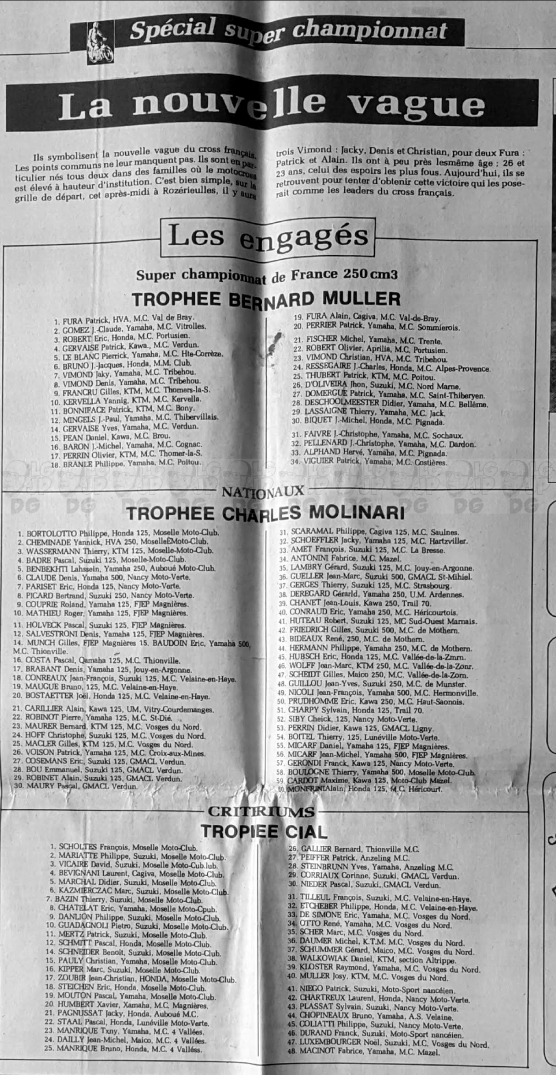 Spécial super championnat
La nouvelle vague
Ils symbolisent la nouvelle vague du cross français.
Les points communs ne leur manquent pas. Ils sont en par-
ticulier nés tous deux dans des familles où le motocross
est élevé à hauteur d'institution. C'est bien simple, sur la
grille de départ, cet après-midi à Rozérieulles, il y aura
trois Vimond : Jacky, Denis et Christian, pour deux Fura :
Patrick et Alain. Ils ont à peu près lesmême âge : 26 et
23 ans, celui des espoirs les plus fous. Aujourd'hui, ils se
retrouvent pour tenter d'obtenir cette victoire qui les pose-
rait comme les leaders du cross français.
Les engagés
Super championnat de France 250 cm3
TROPHEE BERNARD MULLER
1. FURA Patrick, HVA, M.C. Val de Bray.
2. GOMEZ J.-Claude, Yamaha, M.C. Vitrolles.
3. ROBERT Eric, Honda, M.C. Portusien.
4. GERVAISE Patrick, Kawa., M.C. Verdun.
5. LE BLANC Pierrick, Yamaha, M.C. Hte-Corrèze.
6. BRUNO J.-Jacques, Honda, M.M. Club.
7. VIMOND Jaky, Yamaha, M.C. Tribehou.
8. VIMOND Denis, Yamaha, M.C. Tribehou.
9. FRANCRU Gilles, KTM, M.C. Thomers-la-S.
10. KERVELLA Yannig, KTM, M.C. Kervella.
11. BONNIFACE Patrick, KTM, M.C. Bony.
12. MINGELS J.-Paul, Yamaha, M.C. Thibervillais.
14. GERVAISE Yves, Yamaha, M.C. Verdun.
15. PEAN Daniel, Kawa, M.C. Brou.
16. BARON J.-Michel, Yamaha, M.C. Cognac.
17. PERRIN Olivier, KTM, M.C. Thomer-la-S.
18. BRANLE Philippe, Yamaha, M.C. Poitou.
19. FURA Alain, Cagiva, M.C. Val-de-Bray.
20. PERRIER Patrick, Yamaha, M.C. Sommierois.
21. FISCHER Michel, Yamaha, M.C. Trente.
22. ROBERT Olivier, Aprilia, M.C. Portusien.
23. VIMOND Christian, HVA, M.C. Tribehou.
24. RESSEGAIRE J.-Charles, Honda, M.C. Alpes-Provence.
25. THUBERT Patrick, KTM, M.C. Poitou.
26. D'OLIVEIRA Jhon, Suzuki, M.C. Nord Marne.
27. DOMERGUE Patrick, Yamaha, M.C. Saint-Thiberyen.
28. DESCHOOLMEESTER Didier, Yamaha, M.C. Bellême.
29. LASSAIGNE Thierry, Yamaha, M.C. Jack.
30. BIQUET J.-Michel, Honda, M.C. Pignada.
31. FAIVRE J.-Christophe, Yamaha, M.C. Sochaux.
32. PELLENARD J.-Christophe, Yamaha, M.C. Dardon.
33. ALPHAND Hervé, Yamaha, M.C. Pignada.
34. VIGUIER Patrick, Yamaha, M.C. Costières.
NATIONAUX
TROPHEE CHARLES MOLINARI
1. BORTOLOTTO Philippe, Honda 125, Moselle Moto-Club.
2. CHEMINADE Yannick, HVA 250, MoselleEMoto-Club.
3. WASSERMANN Thierry, KTM 125, Moselle-Moto-Club.
4. BADRE Pascal, Suzuki 125, Moselle-Moto-Club.
5. BENBEKHTI Lahssein, Yamaha 250, Auboué Moto-Club.
6. CLAUDE Denis, Yamaha 500, Nancy Moto-Verte.
7. PARISET Eric, Honda 125, Nancy Moto-Verte.
8. PICARD Bertrand, Suzuki 250, Nancy Moto-Verte.
9. COUPRIE Roland, Yamaha 125, FJEP Magnières.
10. MATHIEU Roger, Yamaha 125, FJEP Magnières.
11. HOLVECK Pascal, Suzuki 125, FJEP Magnières.
12. SALVESTRONI Denis, Yamaha 125, FJEP Magnières.
14. MUNCH Gilles, FJEP Magnières 15. BAUDOIN Eric, Yamaha 500,
M.C. Thionville.
16. COSTA Pascal, Qamaha 125, M.C. Thionville.
17. BRABANT Denis, Yamaha 125, Jouy-en-Argonne.
18. CONREAUX Jean-François, Suzuki 125, M.C. Velaine-en-Haye.
19. MAUGUE Bruno, 125, M.C. Velaine-en-Haye.
20. BOSTAETTER Joël, Honda 125, M.C. Velaine-en-Haye.
21. CARILLIER Alain, Kawa 125, UM, Vitry-Courdemanges.
22. ROBINOT Pierre, Yamaha 125, M.C. St-Dié.
23. MAURER Bernard, KTM 125, M.C. Vosges du Nord.
24. HOFF Christophe, Suzuki 125, M.C. Vosges du Nord.
25. MACLER Gilles, KTM 125, M.C. Vosges du Nord.
26. VOISON Patrick, Yamaha 125, M.C. Croix-aux-Mines.
27. COSEMANS Eric, Suzuki 125, GMACL Verdun.
28. BOU Emmanuel, Suzuki 125, GMACL Verdun.
29. ROBINET Alain, Suzuki 125, GMACL Verdun.
30. MAURY Pascal, GMACL Verdun.
31. SCARAMAL Philippe, Cagiva 125, M.C. Saulnes.
32. SCHOEFFLER Jacky, Yamaha 125, M.C. Hartzviller.
33. AMET François, Suzuki 125, M.C. La Bresse.
34. ANTONINI Fabrice, M.C. Mazel.
35. LAMBRY Gérard, Suzuki 125, M.C. Jouy-en-Argonne.
36. GUELLER Jean-Marc, Suzuki 500, GMACL St-Mihiel.
37. GERGES Thierry, Suzuki 125, M.C. Strasbourg.
38. DEREGARD Gérarld, Yamaha 250, U.M. Ardennes.
39. CHANET Jean-Louis, Kawa 250, Trail 70.
40. CONRAUD Eric, Yamaha 250, M.C. Héricourtois.
41. HUTEAU Robert, Suzuki 125, MC Sud-Ouest Marnais.
42. FRIEDRICH Gilles, Suzuki 500, M.C. de Mothern.
43. BIDEAUX René, 250, M.C. de Mothern.
44. HERMANN Philippe, Yamaha 250, M.C. de Mothern.
45. HUBSCH Eric, Honda 125, M.C. Vallée-de-la-Zmm.
46. WOLFF Jean-Marc, KTM 250, M.C. Vallée-de-la-Zour.
47. SCHEIDT Gilles, Maico 250, M.C. Vallée-de-la-Zorn.
48. GUILLOU Jean-Yves, Suzuki 250, M.C. de Munster.
49. NICOLI Jean-François, Yamaha 500, M.C. Hermonville.
50. PRUDHOMME Eric, Kawa 250, M.C. Haut-Saonois.
51. CHARPY Sylvain, Honda 125, Trail 70.
52. SIBY Cheick, 125, Nancy Moto-Verte.
53. PERRIN Didier, Kawa 125, GMACL Ligny.
54. BOITEL Thierry, 125, Lunéville Moto-Verte.
55. MICARF Daniel, Yamaha 125, FJEP Magnières.
56. MICARF Jean-Michel, Yamaha 500, FJEP Magnières.
57. GERONDI Franck, Kawa 125, Nancy Moto-Verte.
58. BOULOGNE Thierry, Yamaha 500, Moselle Moto-Club.
59. CARDOT Maxime, Kawa 125, Moto-Club Mazel.
60. MONFRINIAlain, Honda 125, M.C. Héricourt.
CRITIRIUMS
TROPIEE CIAL
1. SCHOLTES François, Moselle Moto-Club.
2. MARIATTE Philippe, Suzuki, Moselle Moto-Club.
3. VICAIRE David, Suzuki, Moselle Moto-Cub.lub.
4. BEVIGNANI Laurent, Cagiva, Moselle Moto-Club.
5. MARCHAL Didier, Suzuki, Moselle Moto-Club.
6. KAZMIERCZAC Marc, Suzuki, Moselle Moto-Club.
7. BAZIN Thierry, Suzuki, Moselle Moto-Club.
8. CHATELAT Eric, Yamaha, Moselle Moto-Cpub.
9. DANLION Philippe, Suzuki, Moselle Moto-Club.
10. GUADAGNOLI Pietro, Suzuki, Moselle Moto-Club.
11. MERTZ Patrick, Suzuki, Moselle Moto-Club.
12. SCHMITT Pascal, Honda, Moselle Moto-Club.
14. SCHNEIDER Benoît, Suzuki, Moselle Moto-Club.
15. PAULY Christian, Yamaha, Moselle Moto-Club.
16. KIPPER Marc, Suzuki, Moselle Moto-Club.
17. ZOUBIR Jean-Christian, HONDA, Moselle Moto-Club.
18. STEICHEN Eric, Honda, Moselle Moto-Club.
19. MOUTON Pascal, Yamaha, Moselle Moto-Club.
20. HUMBERT Xavier, Yamaha, M.C. Magnières.
21. PAGNUSSAT Jacky, Honda, Auboué M.C.
22. STAAL Pascal, Honda, Lunéville Moto-Verte.
23. MANRIQUE Tony, Yamaha, M.C. 4 Vallées.
24. DAILLY Jean-Michel, Maico, M.C. 4 Vallées.
25. MANRIQUE Bruno, Honda, M.C. 4 Vallées.
26. GALLIER Bernard, Thionville M.C.
27. PEIFFER Patrick, Anzeling M.C.
28. STEINBRUNN Yves, Yamaha, Anzeling M.C.
29. CORRIAUX Corinne, Suzuki, GMACL Verdun.
30. NIEDER Pascal, Suzuki, GMACL Verdun.
31. TILLEUL François, Suzuki, M.C. Velaine-en-Haye.
32. ETCHEBER Philippe, Honda, M.C. Velaine-en-Haye.
33. DE SIMONE Eric, Yamaha, M.C. Vosges du Nord.
34. OTTO René, Yamaha, M.C. Vosges du Nord.
35. SCHER Marc, M.C. Vosges du Nord.
36. DAUMER Michel, K.T.M. M.C. Vosges du Nord.
37. SCHUMMER Gérard, Maico, M.C. Vosges du Nord.
38. WALKOWIAK Daniel, KTM, section Altrippe.
39. KLOSTER Raymond, Yamaha, M.C. Vosges du Nord.
40. MULLER Josy, KTM, M.C. Vosges du Nord.
41. NIEGO Patrick, Suzuki, Moto-Sport nancéien.
42. CHARTREUX Laurent, Honda, Nancy Moto-Verte.
43. PLASSAT Sylvain, Suzuki, Nancy Moto-Verte.
44. CHOPINEAUX Bruno, Yamaha, A.S. Velaine.
45. GOLIATTI Philippe, Suzuki, Nancy Moto-Verte.
46. DURAND Franck, Suzuki, Moto-Sport nancéien.
47. LUXEMBOURGER Noël, Suzuki, M.C. Vosges du Nord.
48. MACINOT Fabrice, Yamaha, M.C. Mazel.